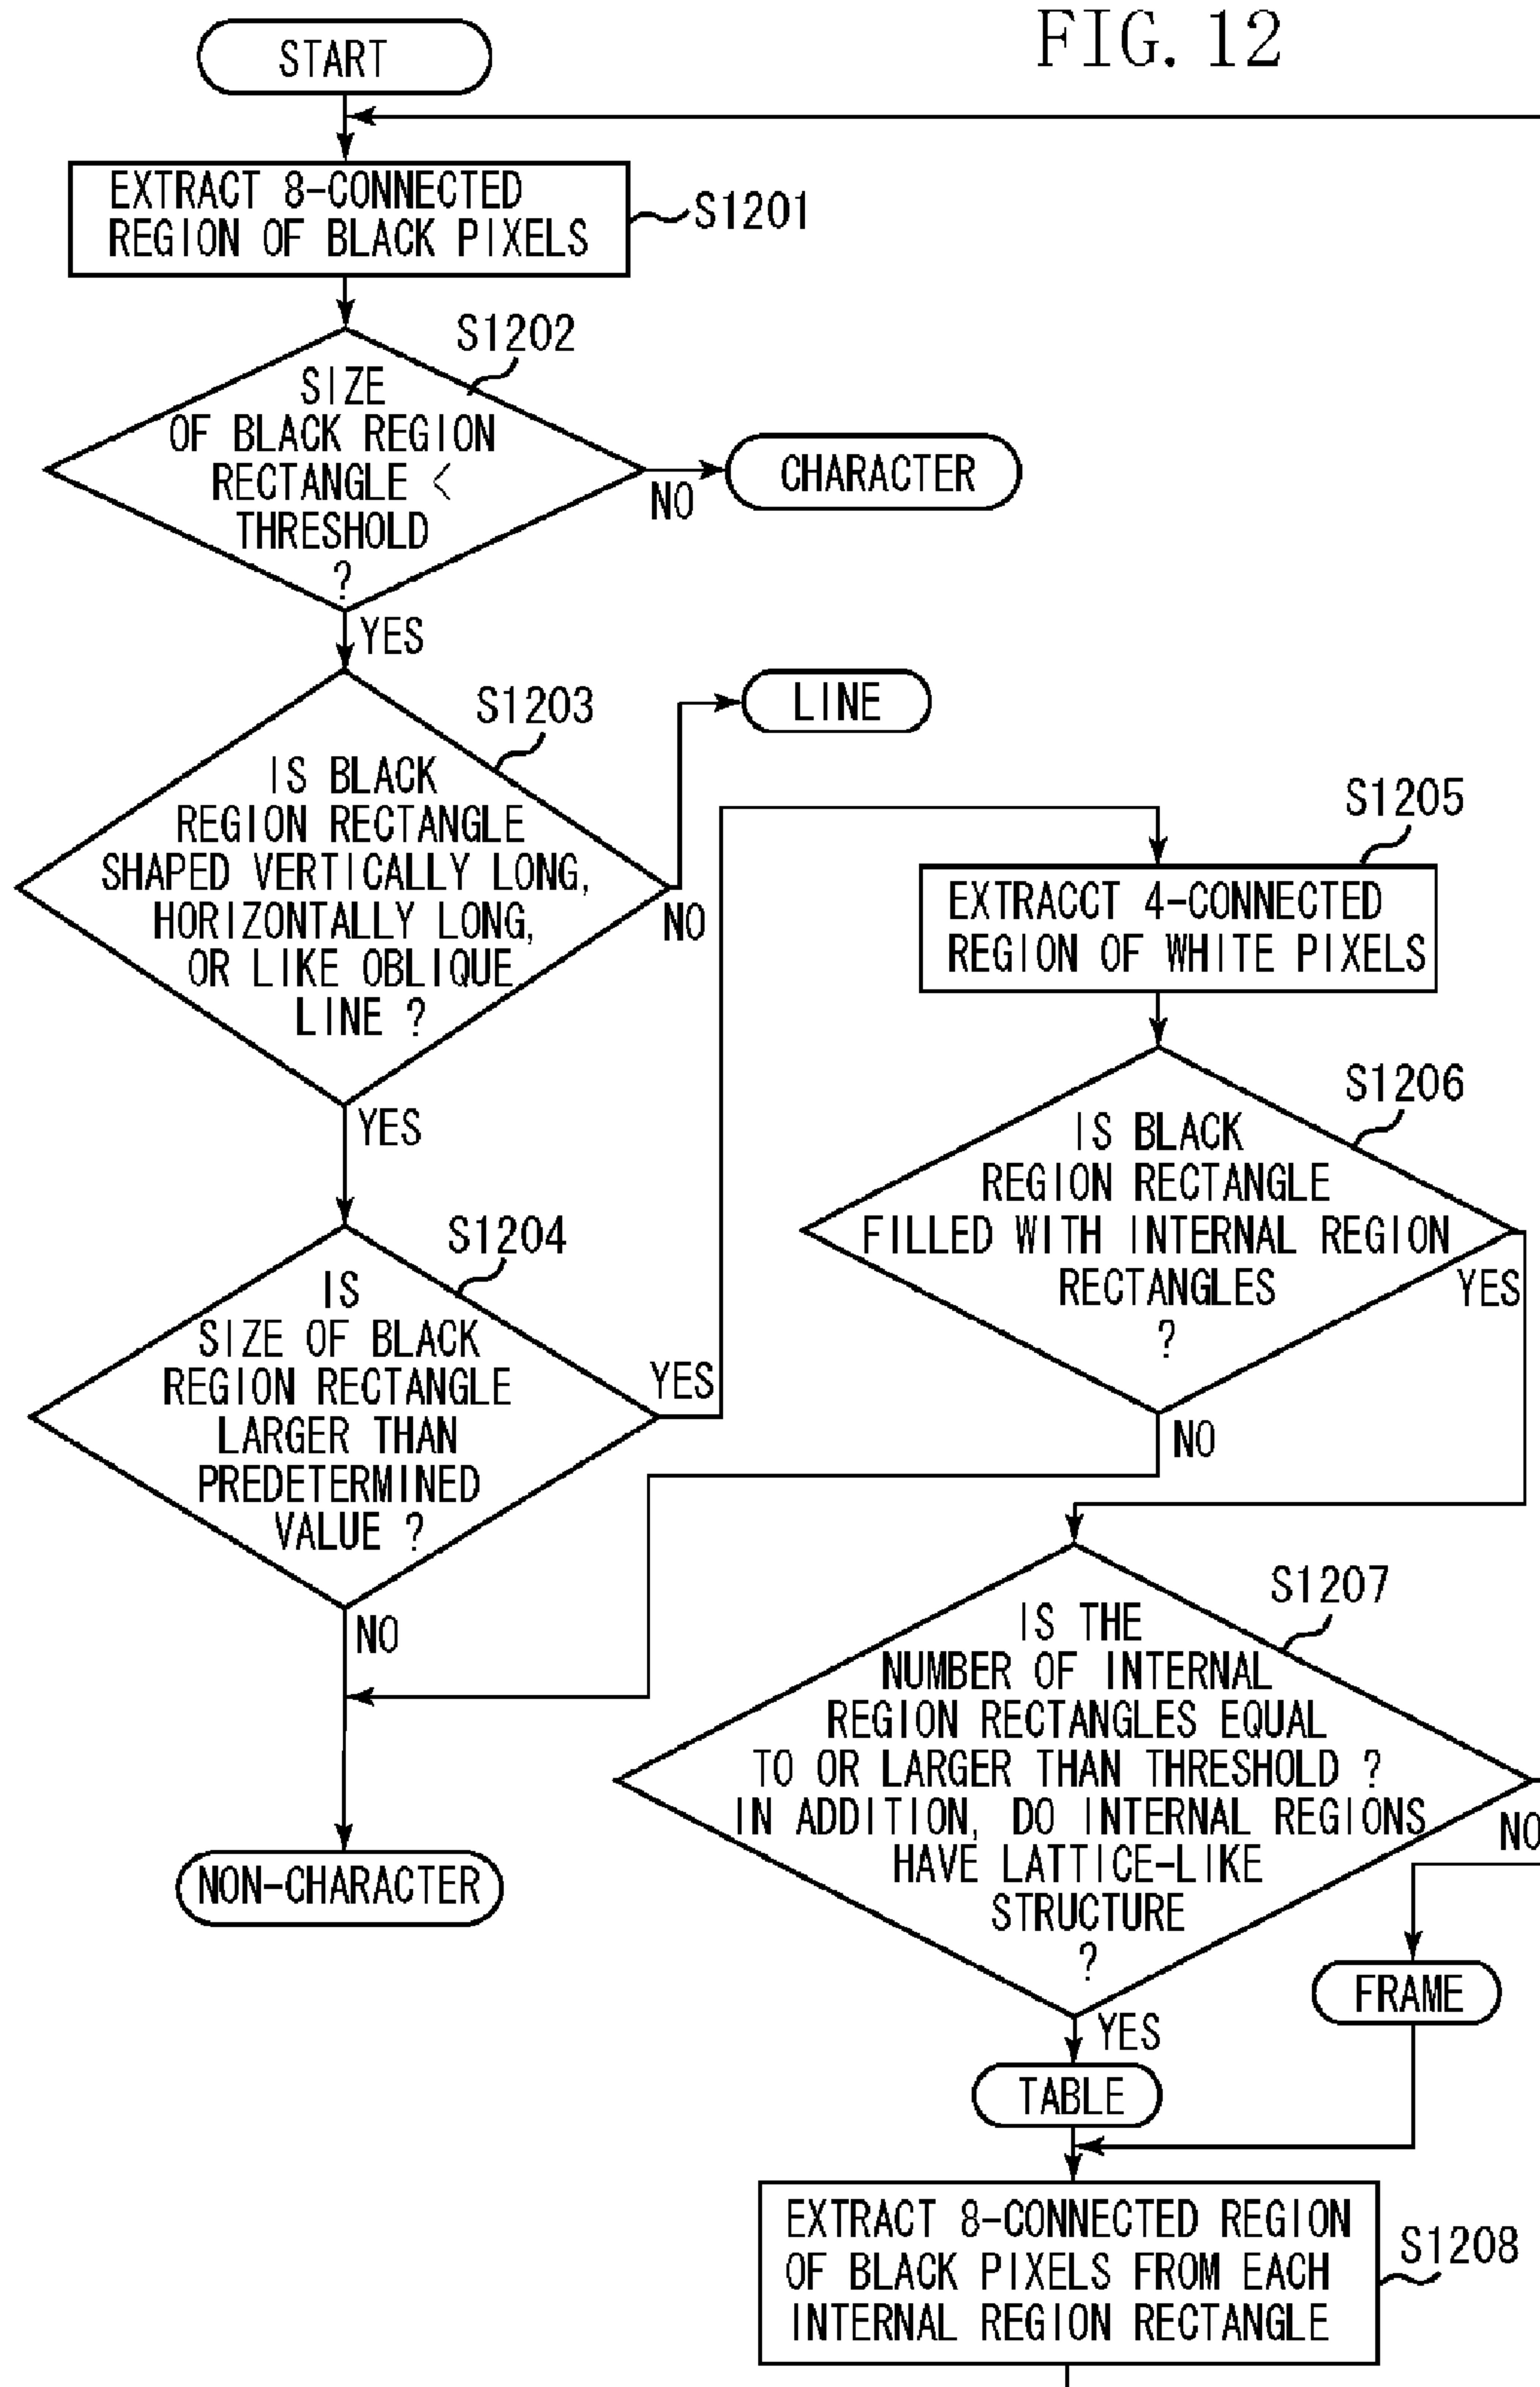 FIG. 12
START
EXTRACT 8-CONNECTED
REGION OF BLACK PIXELS
S1201
S1202
SIZE
OF BLACK REGION
RECTANGLE <
THRESHOLD
?
NO
CHARACTER
YES
S1203
LINE
IS BLACK
REGION RECTANGLE
SHAPED VERTICALLY LONG,
HORIZONTALLY LONG,
OR LIKE OBLIQUE
LINE ?
NO
YES
S1204
IS
SIZE OF BLACK
REGION RECTANGLE
LARGER THAN
PREDETERMINED
VALUE ?
YES
NO
NON-CHARACTER
S1205
EXTRACCT 4-CONNECTED
REGION OF WHITE PIXELS
S1206
IS BLACK
REGION RECTANGLE
FILLED WITH INTERNAL REGION
RECTANGLES
?
YES
NO
S1207
IS THE
NUMBER OF INTERNAL
REGION RECTANGLES EQUAL
TO OR LARGER THAN THRESHOLD ?
IN ADDITION, DO INTERNAL REGIONS
HAVE LATTICE-LIKE
STRUCTURE
?
NO
FRAME
YES
TABLE
EXTRACT 8-CONNECTED REGION
OF BLACK PIXELS FROM EACH
INTERNAL REGION RECTANGLE
S1208